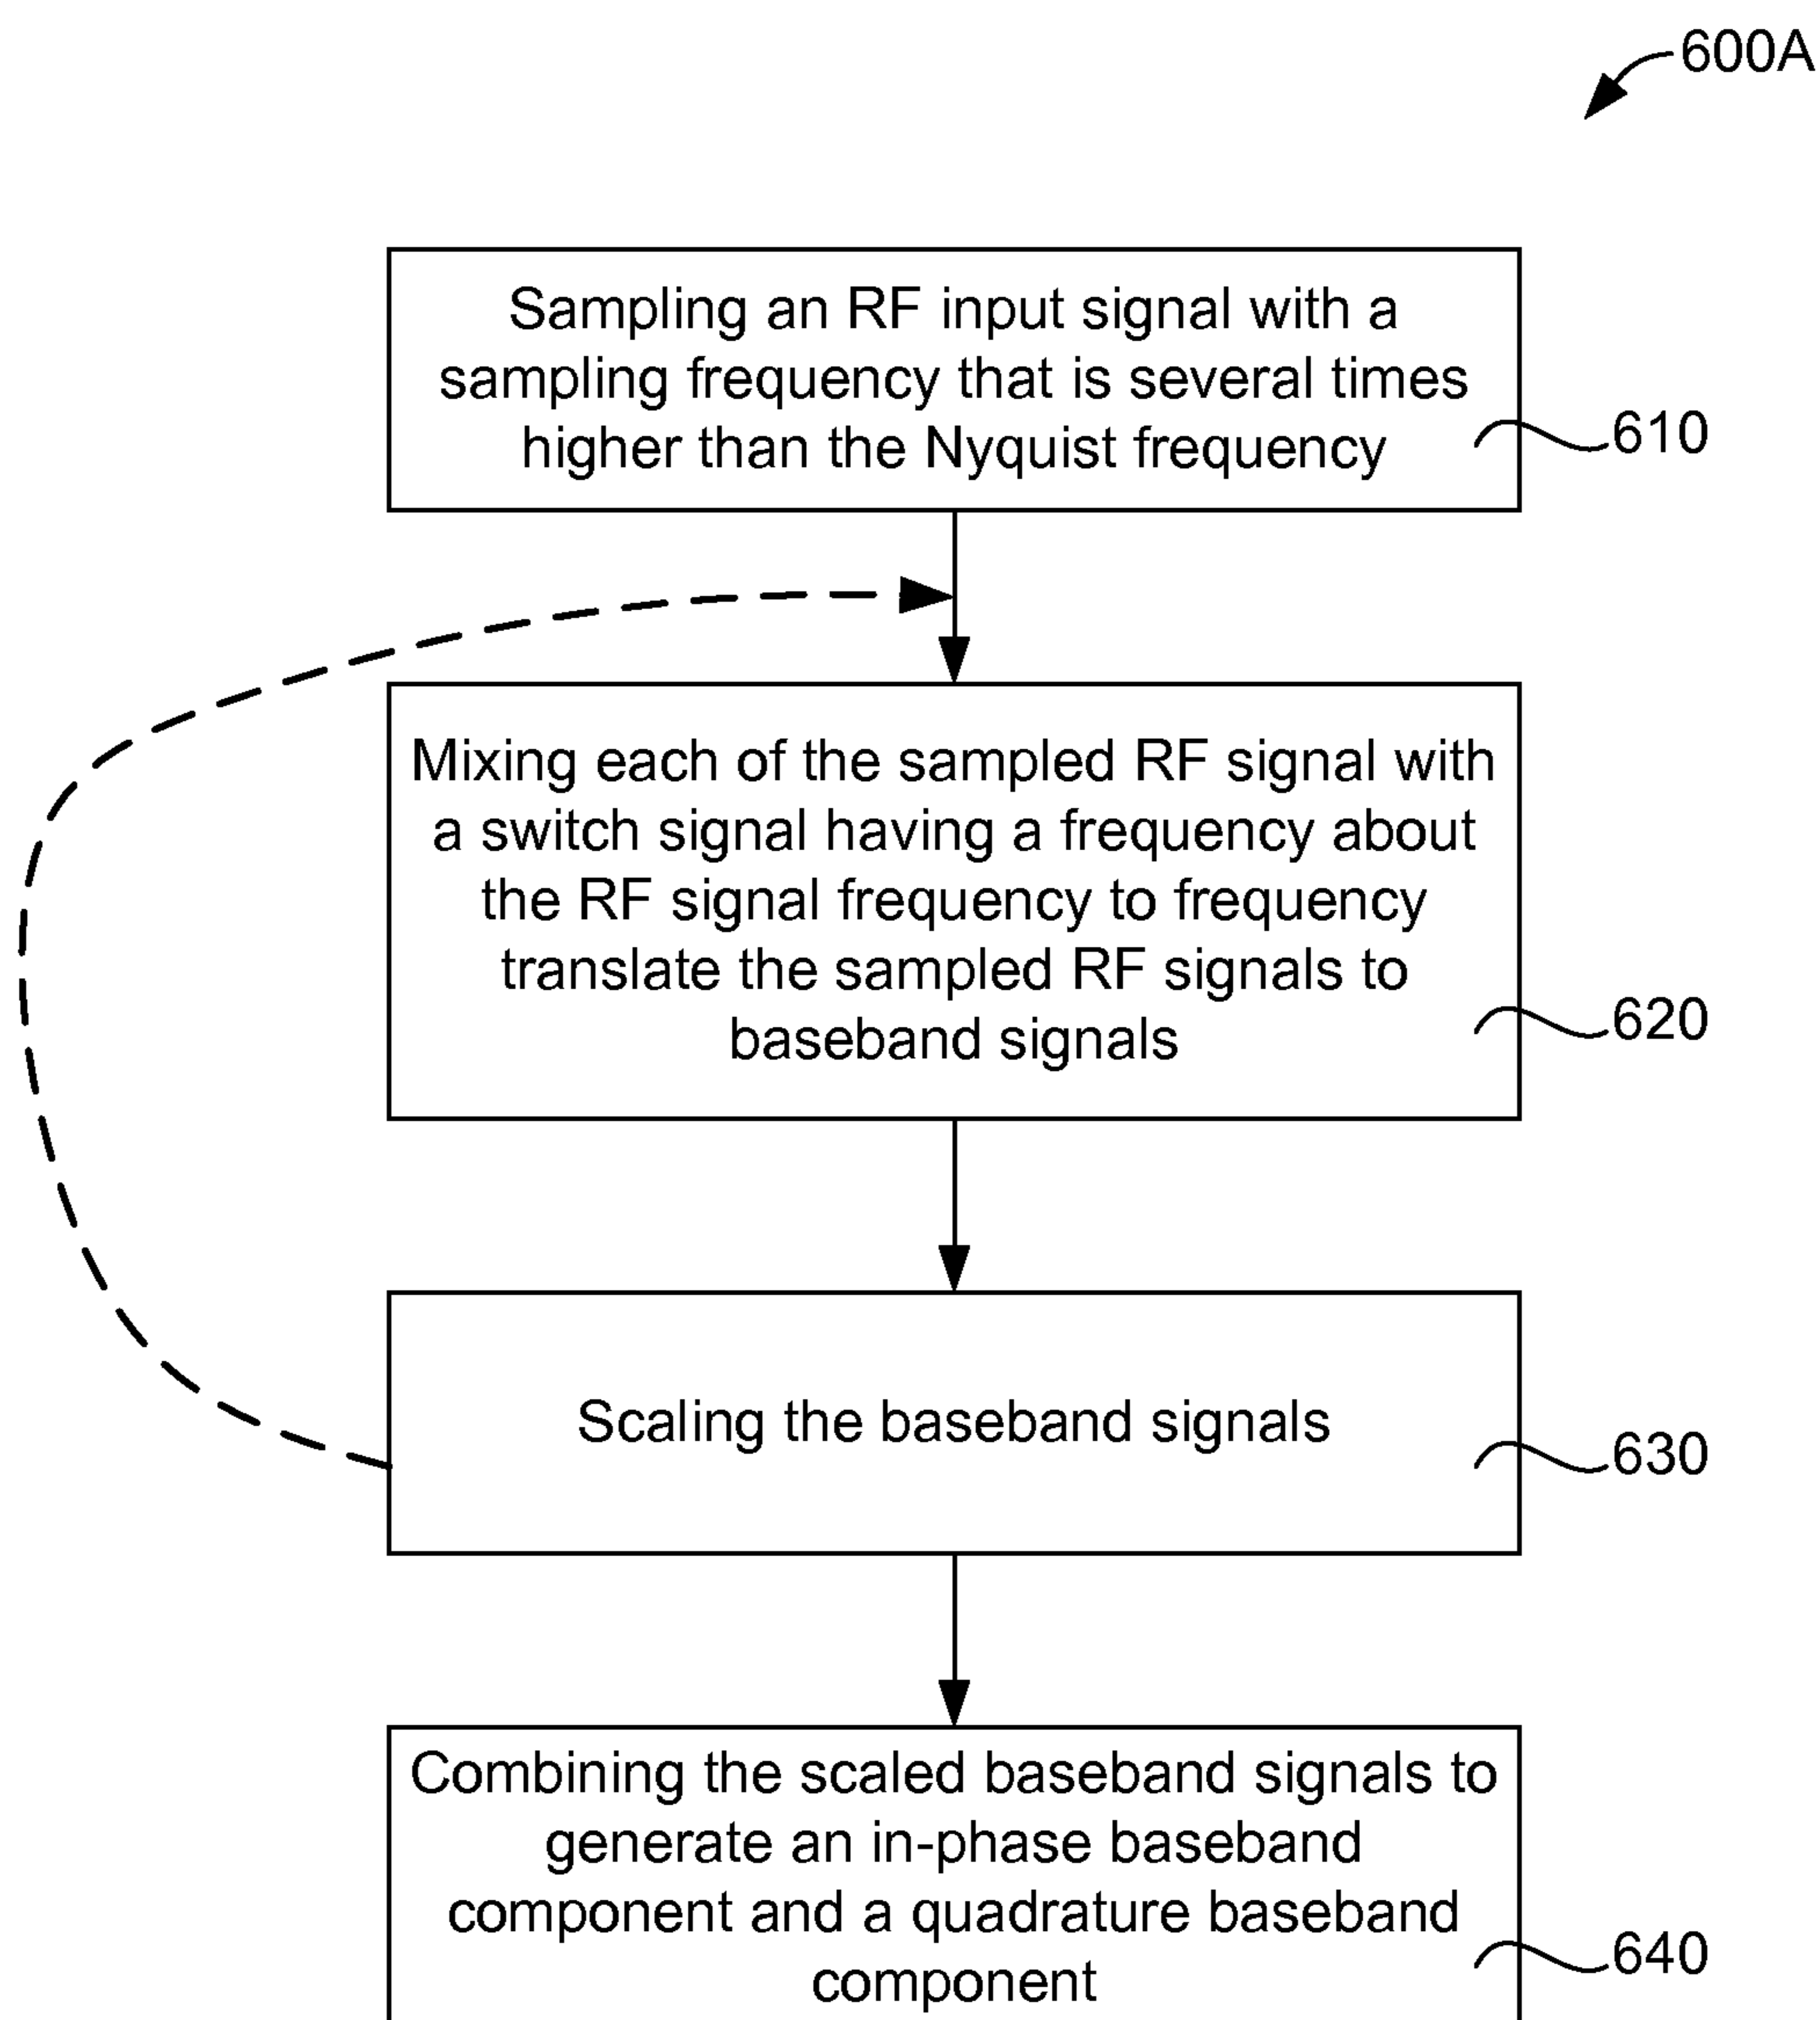 600A
Sampling an RF input signal with a
sampling frequency that is several times
higher than the Nyquist frequency
610
Mixing each of the sampled RF signal with
a switch signal having a frequency about
the RF signal frequency to frequency
translate the sampled RF signals to
baseband signals
620
Scaling the baseband signals
630
Combining the scaled baseband signals to
generate an in-phase baseband
component and a quadrature baseband
component
640